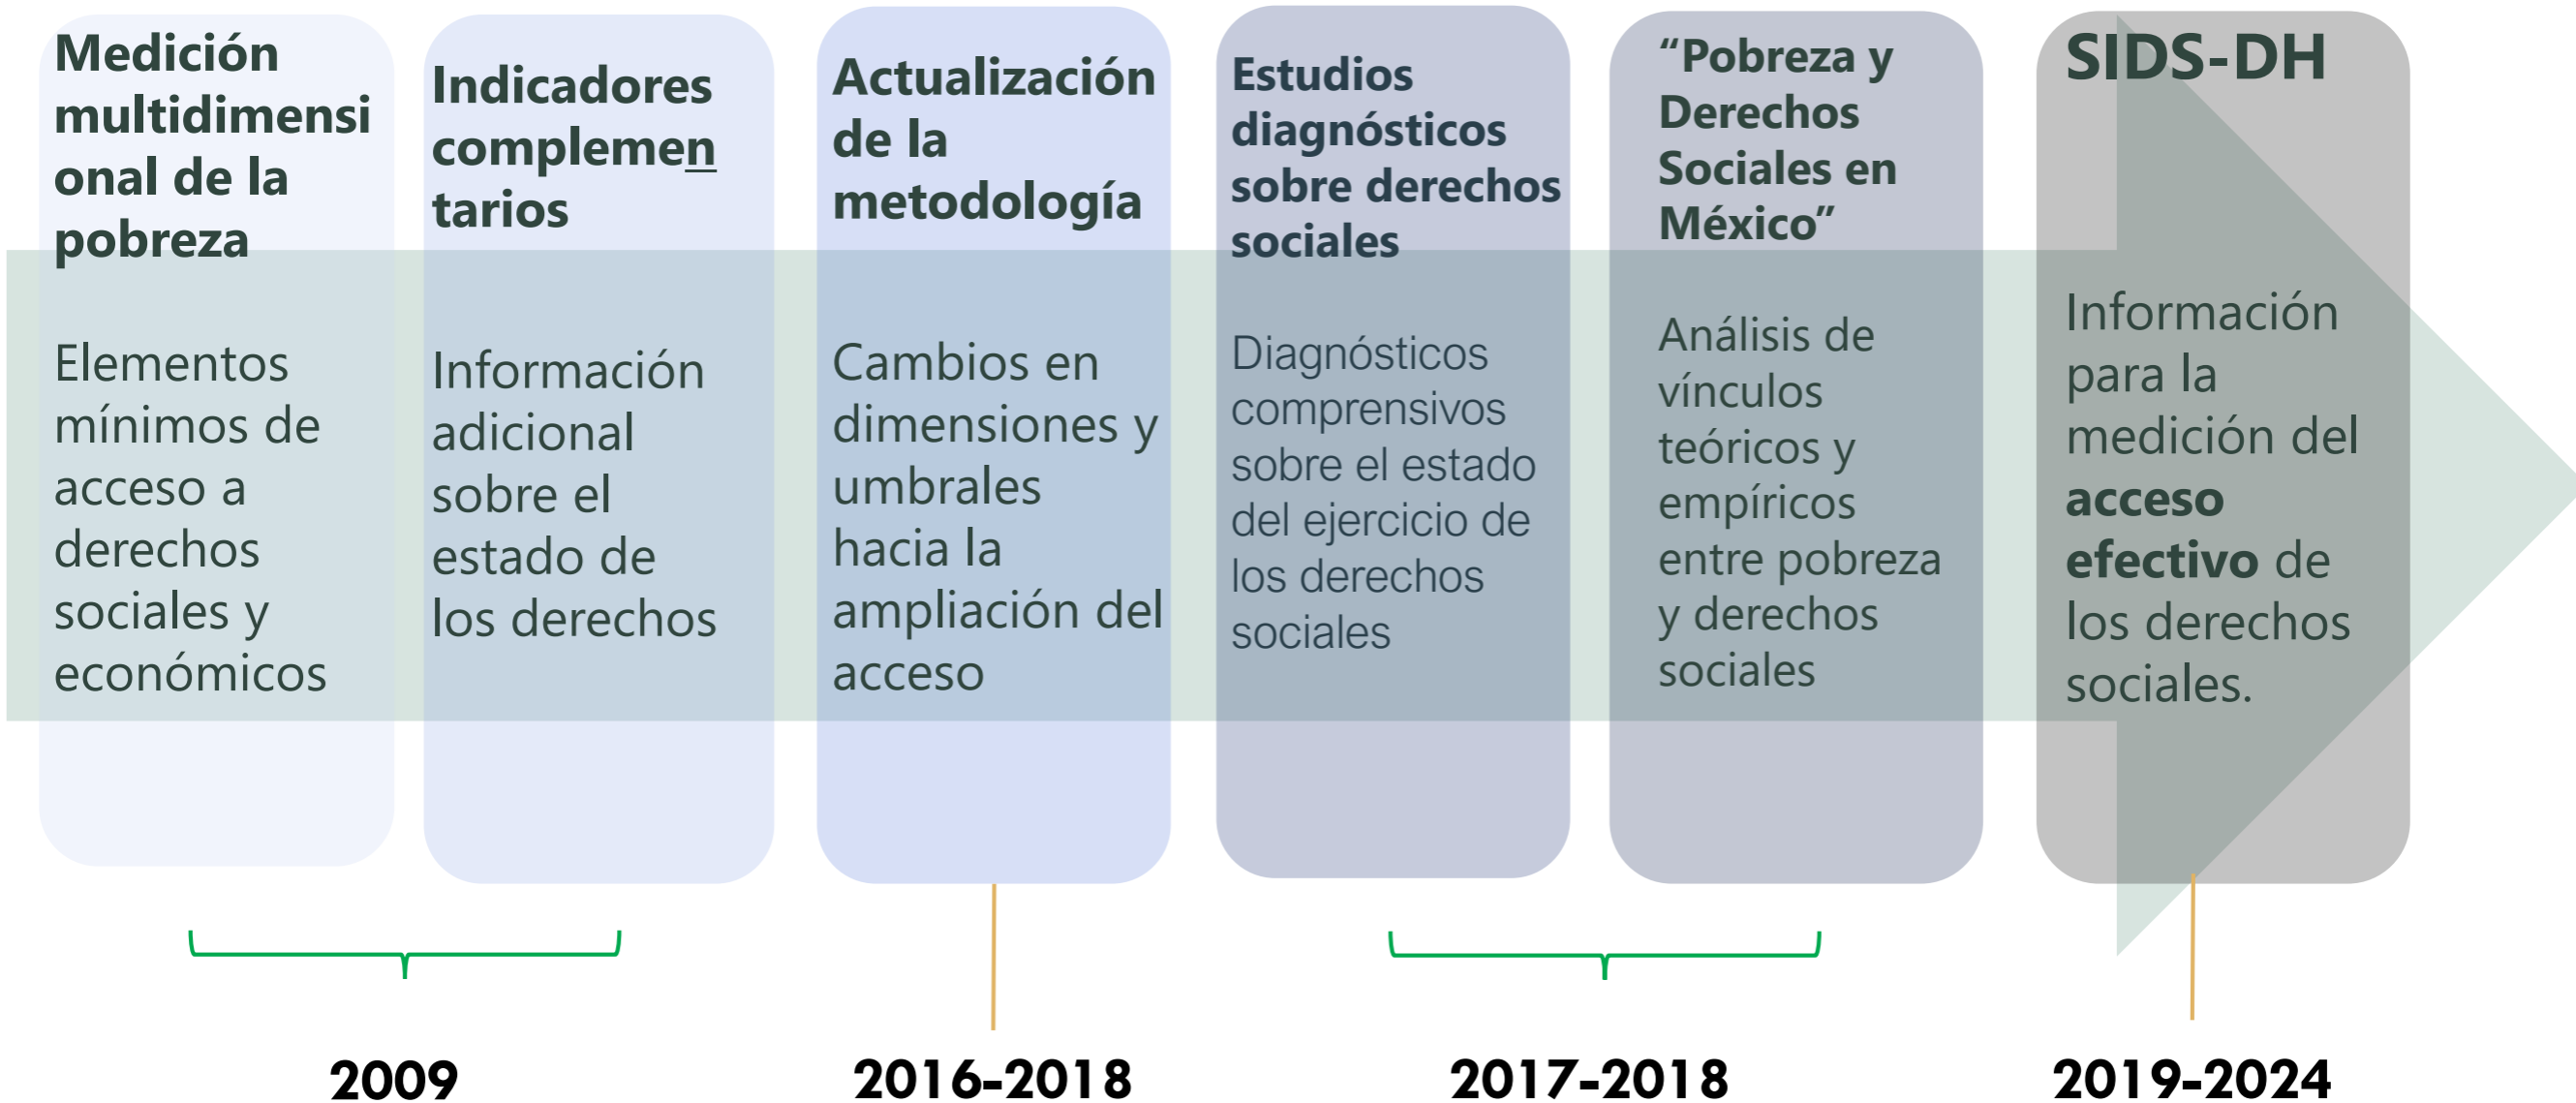 Medición
multidimensi
onal de la
pobreza
Elementos
mínimos de
acceso a
derechos
sociales y
económicos
Indicadores
complemen
tarios
Información
adicional
sobre el
estado de
los derechos
Actualización
de la
metodología
Cambios en
dimensiones y
umbrales
hacia la
ampliación del
acceso
Estudios
diagnósticos
sobre derechos
sociales
Diagnósticos
comprensivos
sobre el estado
del ejercicio de
los derechos
sociales
“Pobreza y
Derechos
Sociales en
México”
Análisis de
vínculos
teóricos y
empíricos
entre pobreza
y derechos
sociales
SIDS-DH
Información
para la
medición del
acceso
efectivo de
los derechos
sociales.
2009
2016-2018
2017-2018
2019-2024